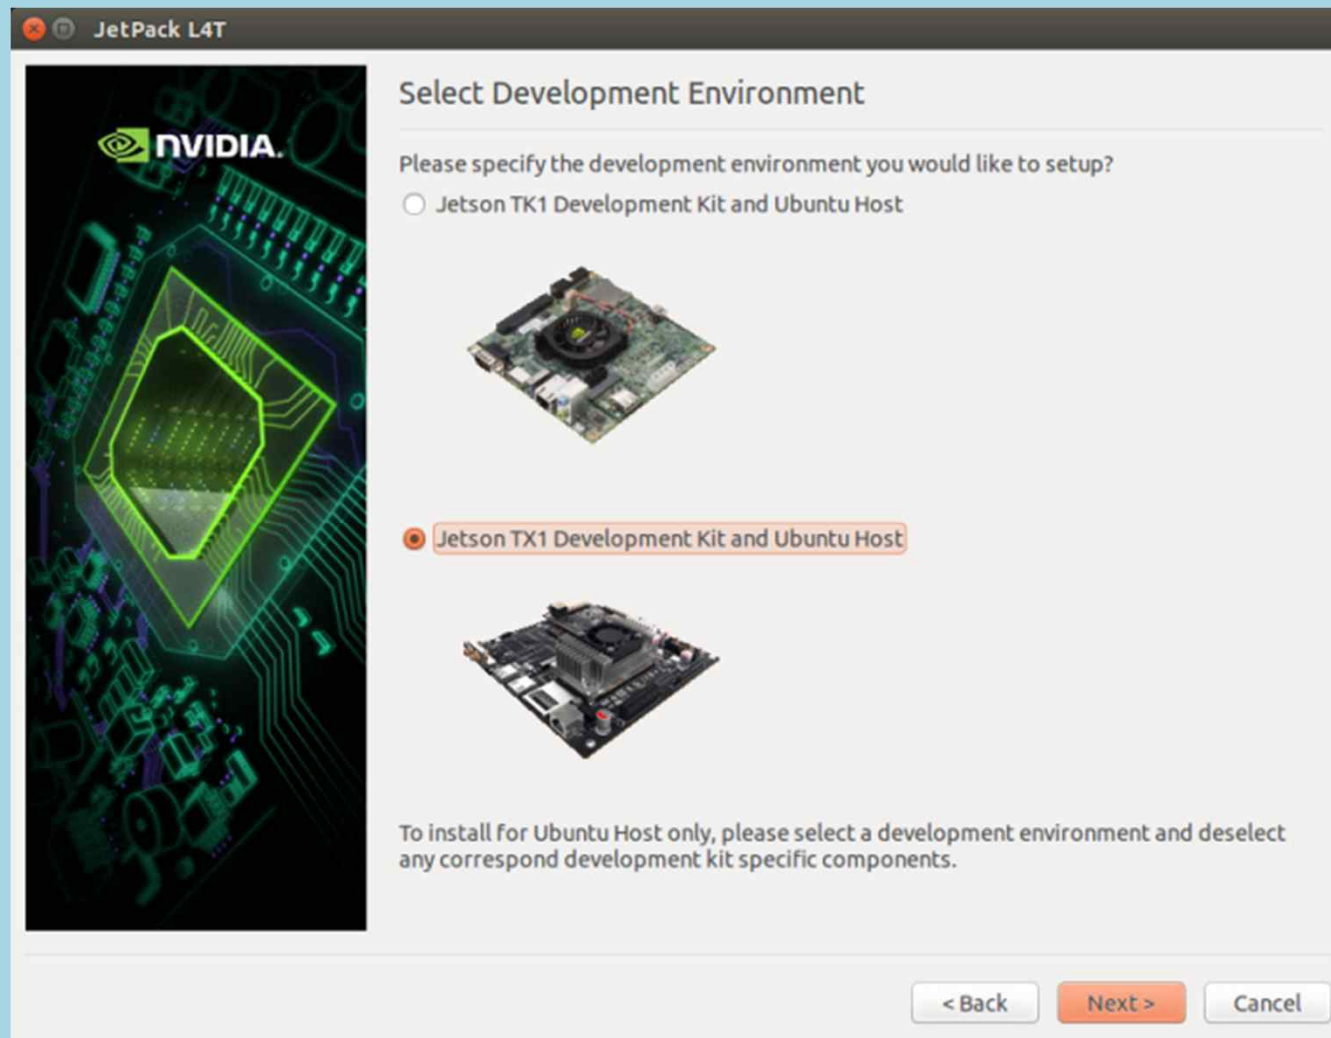 JetPack L4T
NVIDIA.
Select Development Environment
Please specify the development environment you would like to setup?
Jetson TK1 Development Kit and Ubuntu Host
Jetson TX1 Development Kit and Ubuntu Host
To install for Ubuntu Host only, please select a development environment and deselect
any correspond development kit specific components.
< Back
Next >
Cancel